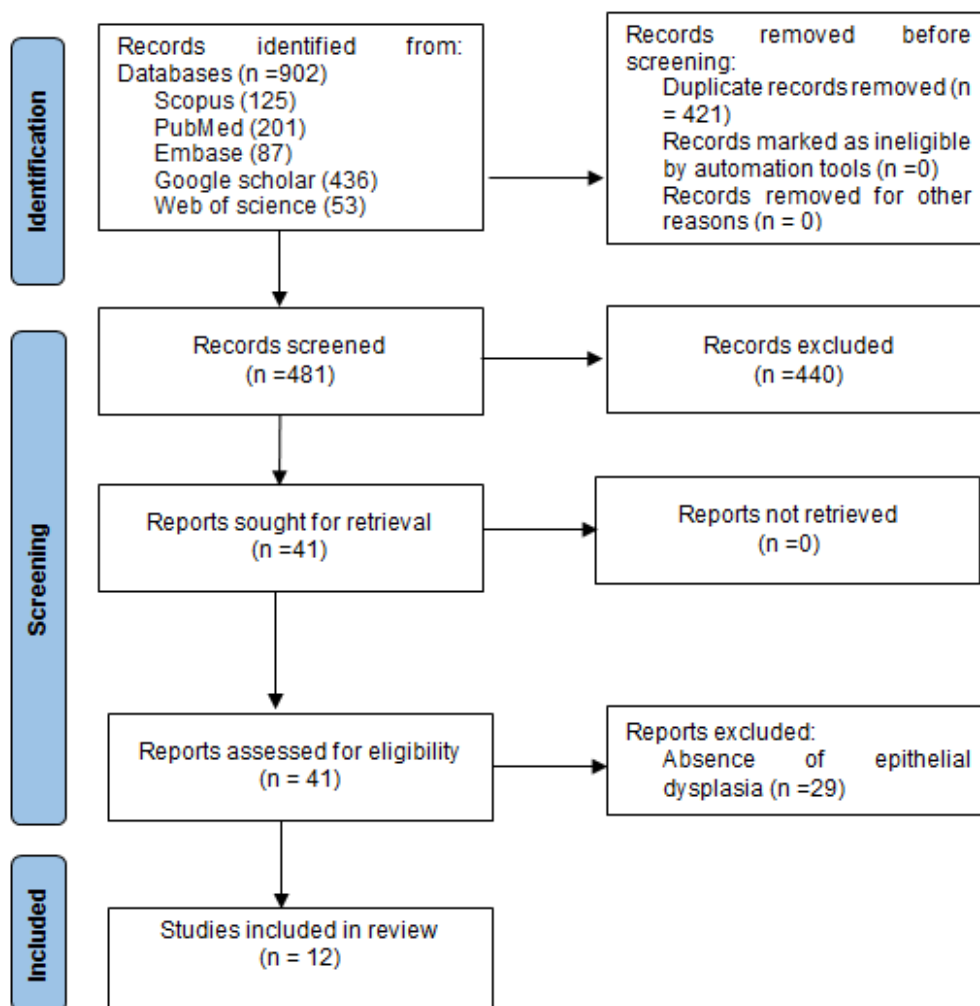 Identification
Records identified from:
Databases (n =902)
Scopus (125)
PubMed (201)
Embase (87)
Google scholar (436)
Web of science (53)
Records removed before
screening:
Duplicate records removed (n
= 421)
Records marked as ineligible
by automation tools (n =0)
Records removed for other
reasons (n = 0)
Screening
Records screened
(n =481)
Records excluded
(n =440)
Reports sought for retrieval
(n =41)
Reports not retrieved
(n =0)
Reports assessed for eligibility
(n = 41)
Reports excluded:
Absence of epithelial
dysplasia (n =29)
Included
Studies included in review
(n = 12)